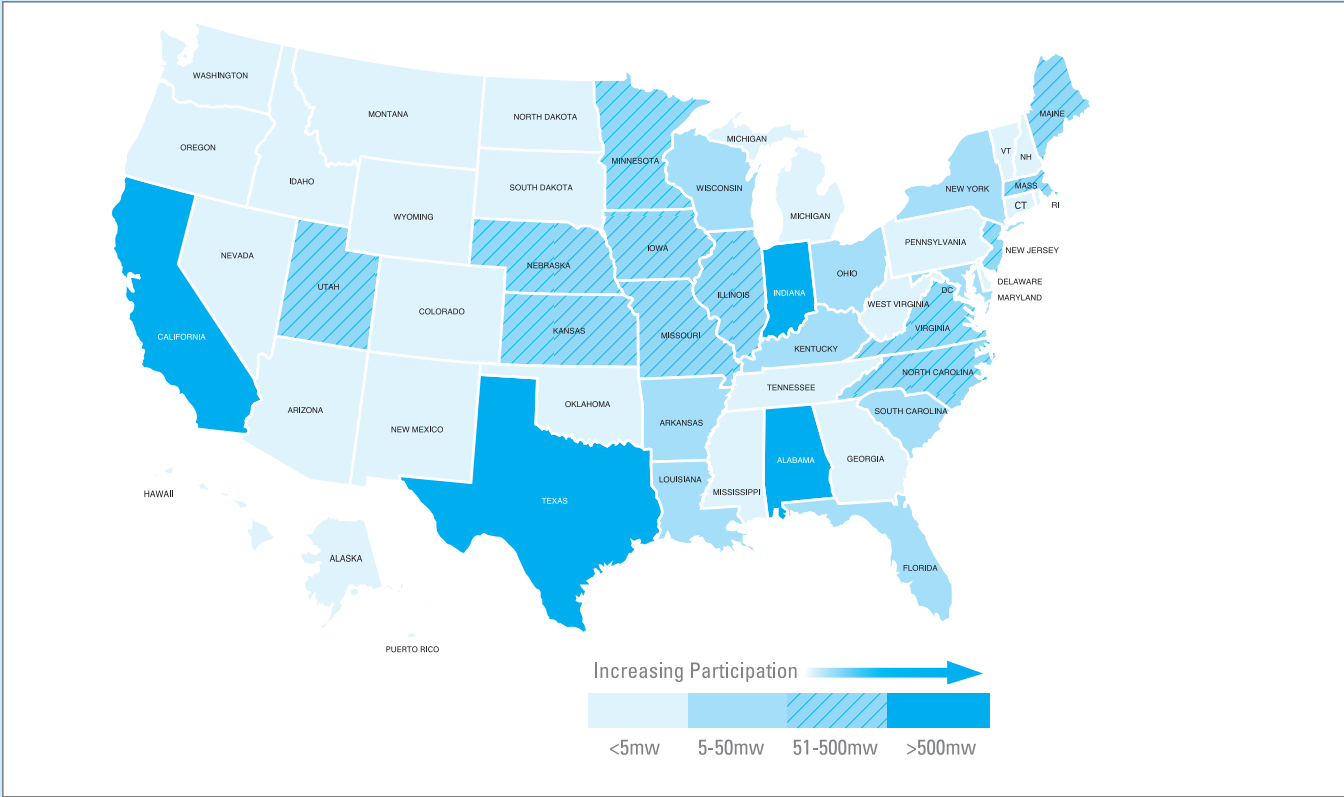 WASHINGTON
MONTANA
NORTH DAKOTA
MAINE
MICHIGAN
OREGON
MINNESOTA
VT
NH
IDAHO
SOUTH DAKOTA
WISCONSIN
NEW YORK
MASS
RI
CT
WYOMING
MICHIGAN
PENNSYLVANIA
NEVADA
IOWA
NEW JERSEY
NEBRASKA
OHIO
UTAH
ILLINOIS
INDIANA
DELAWARE
DC
MARYLAND
WEST VIRGINIA
COLORADO
KANSAS
MISSOURI
VIRGINIA
CALIFORNIA
KENTUCKY
NORTH CAROLINA
TENNESSEE
ARIZONA
OKLAHOMA
SOUTH CAROLINA
NEW MEXICO
ARKANSAS
ALABAMA
GEORGIA
LOUISIANA
MISSISSIPPI
HAWAII
TEXAS
ALASKA
FLORIDA
PUERTO RICO
Increasing Participation
<5mw 5-50mw 51-500mw >500mw